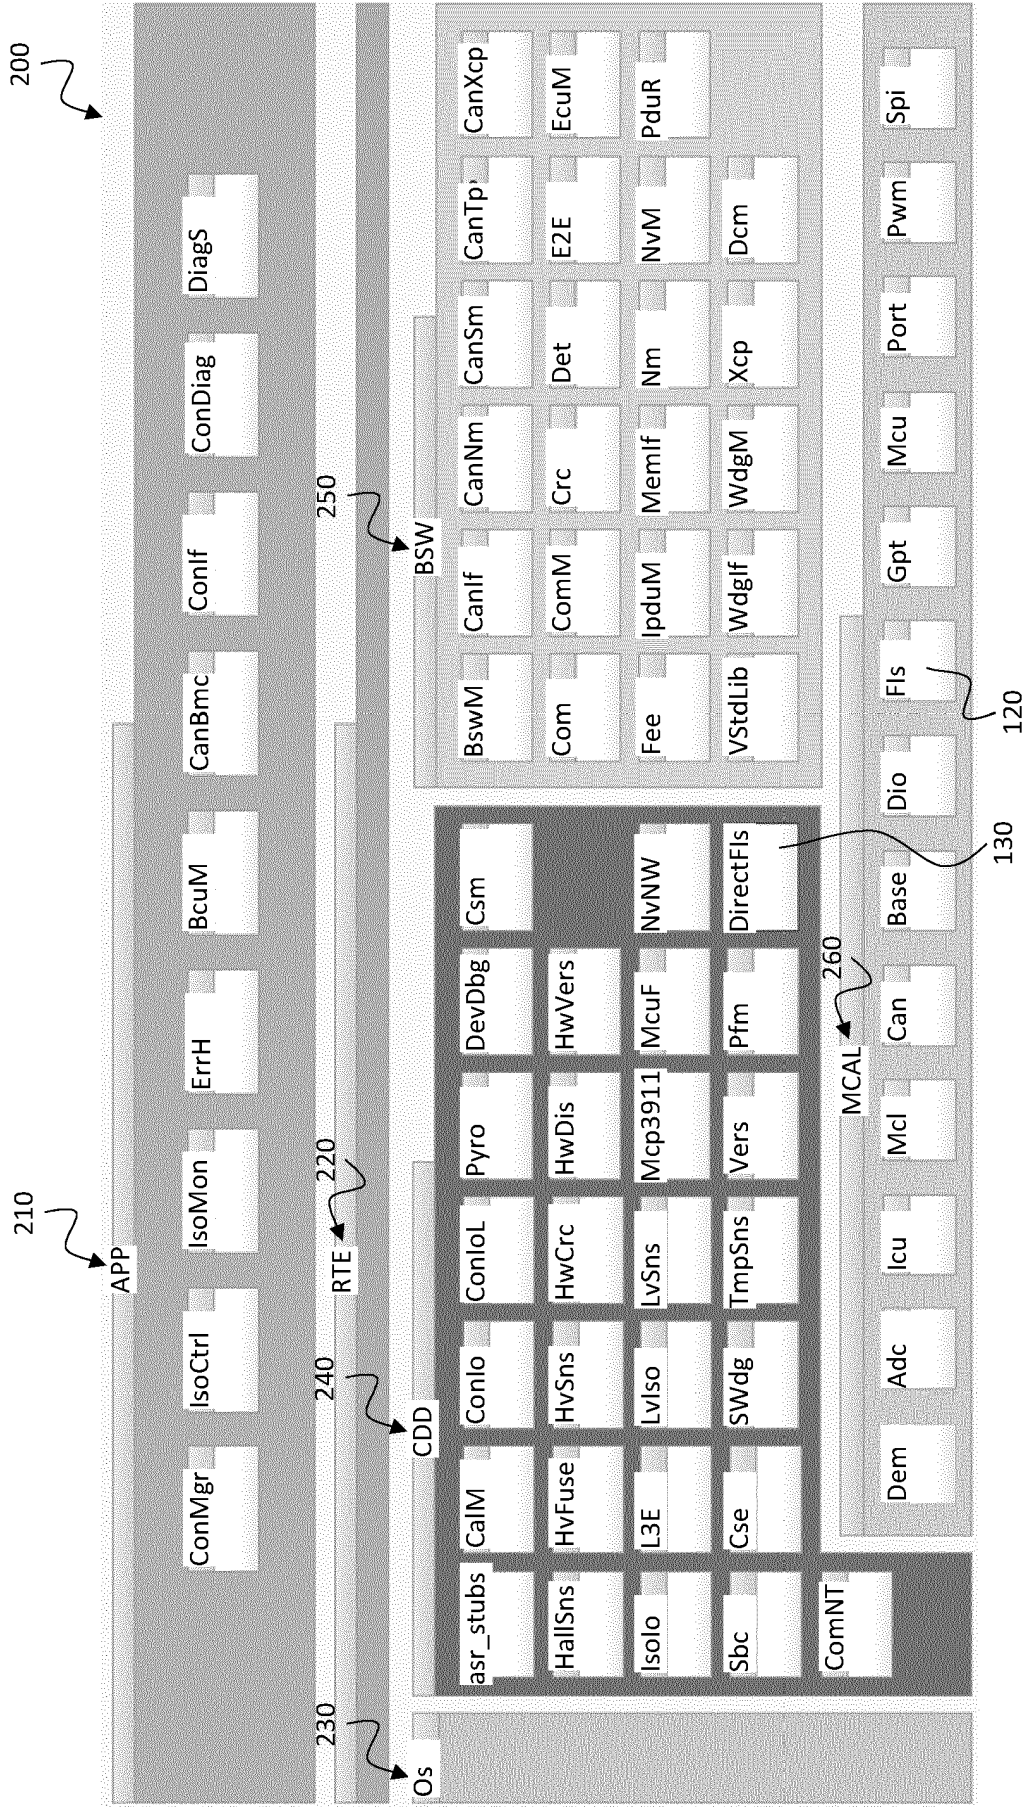 200
210
APP
ConMgr
IsoCtrl
IsoMon
ErrH
BcuM
CanBmc
ConIf
ConDiag
DiagS
220
RTE
230
Os
240
CDD
asr_stubs
CalM
ConIo
ConIoL
Pyro
DevDbg
Csm
HallSns
HvFuse
HvSns
HwCrc
HwDis
HwVers
IsoIo
L3E
LvIso
LvSns
Mcp3911
McuF
NvNW
Sbc
Cse
SWdg
TmpSns
Vers
Pfm
DirectFls
ComNT
130
250
BSW
BswM
CanIf
CanNm
CanSm
CanTp
CanXcp
Com
ComM
Crc
Det
E2E
EcuM
Fee
IpduM
MemIf
Nm
NvM
PduR
VStdLib
WdgIf
WdgM
Xcp
Dcm
260
MCAL
Dem
Adc
Icu
Mcl
Can
Base
Dio
Fls
Gpt
Mcu
Port
Pwm
Spi
120